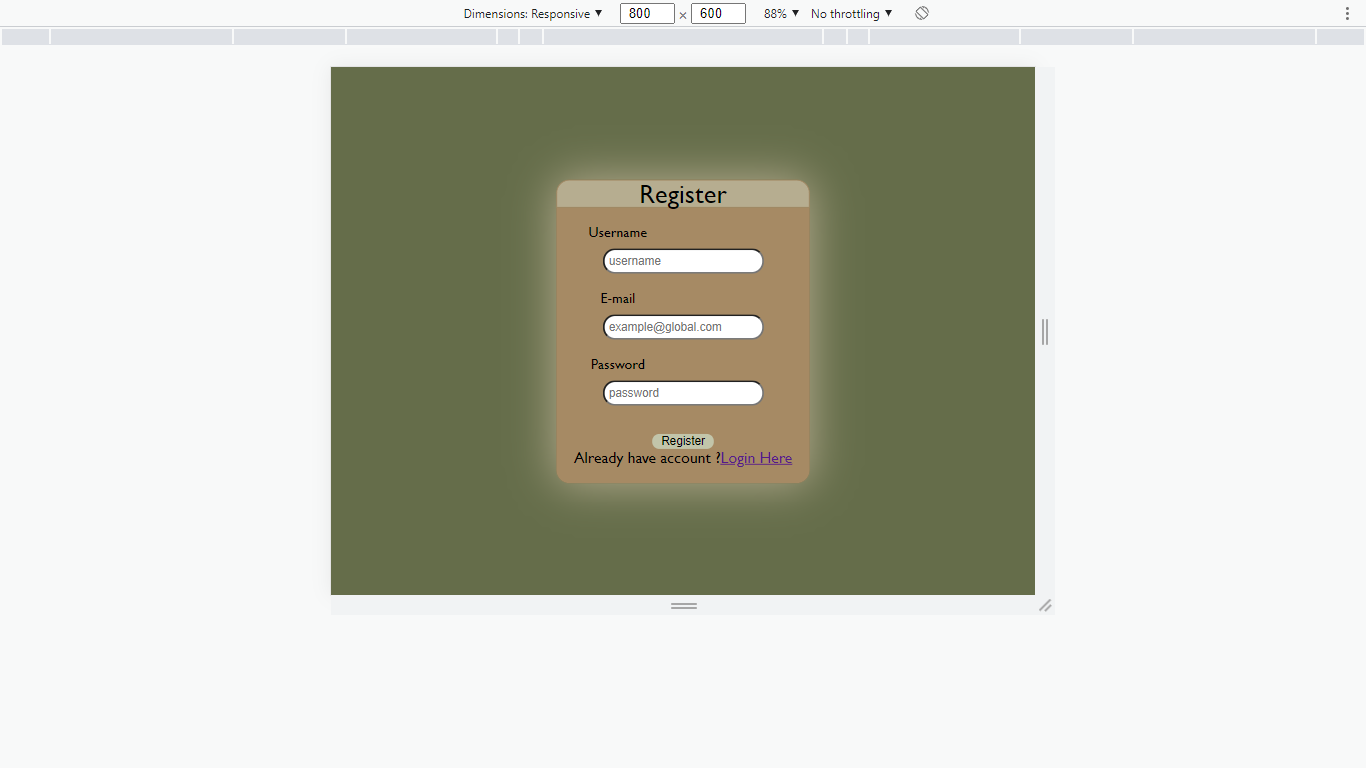 Dimensions: Responsive ▼ 800 × 600 88% ▼ No throttling ▼
Register
Username
username
E-mail
example@global.com
Password
password
Register
Already have account ?Login Here